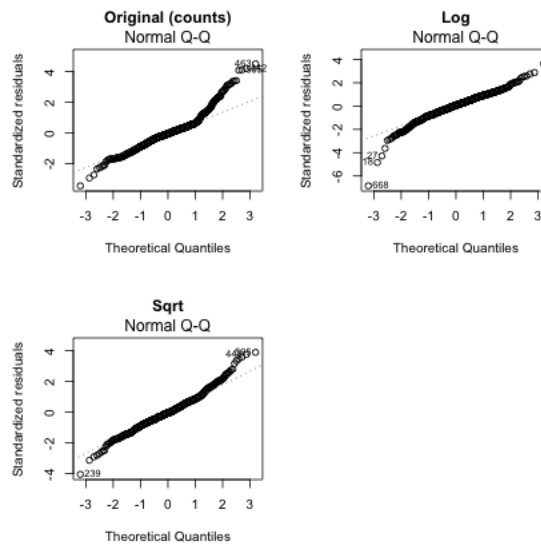 Original (counts)
Normal Q-Q
Standardized residuals
4
2
0
-2
463
-3 -2 -1 0 1 2 3
Theoretical Quantiles
Log
Normal Q-Q
Standardized residuals
4
2
0
-2
-4
-6
27
18
668
-3 -2 -1 0 1 2 3
Theoretical Quantiles
Sqrt
Normal Q-Q
Standardized residuals
4
2
0
-2
-4
239
-3 -2 -1 0 1 2 3
Theoretical Quantiles